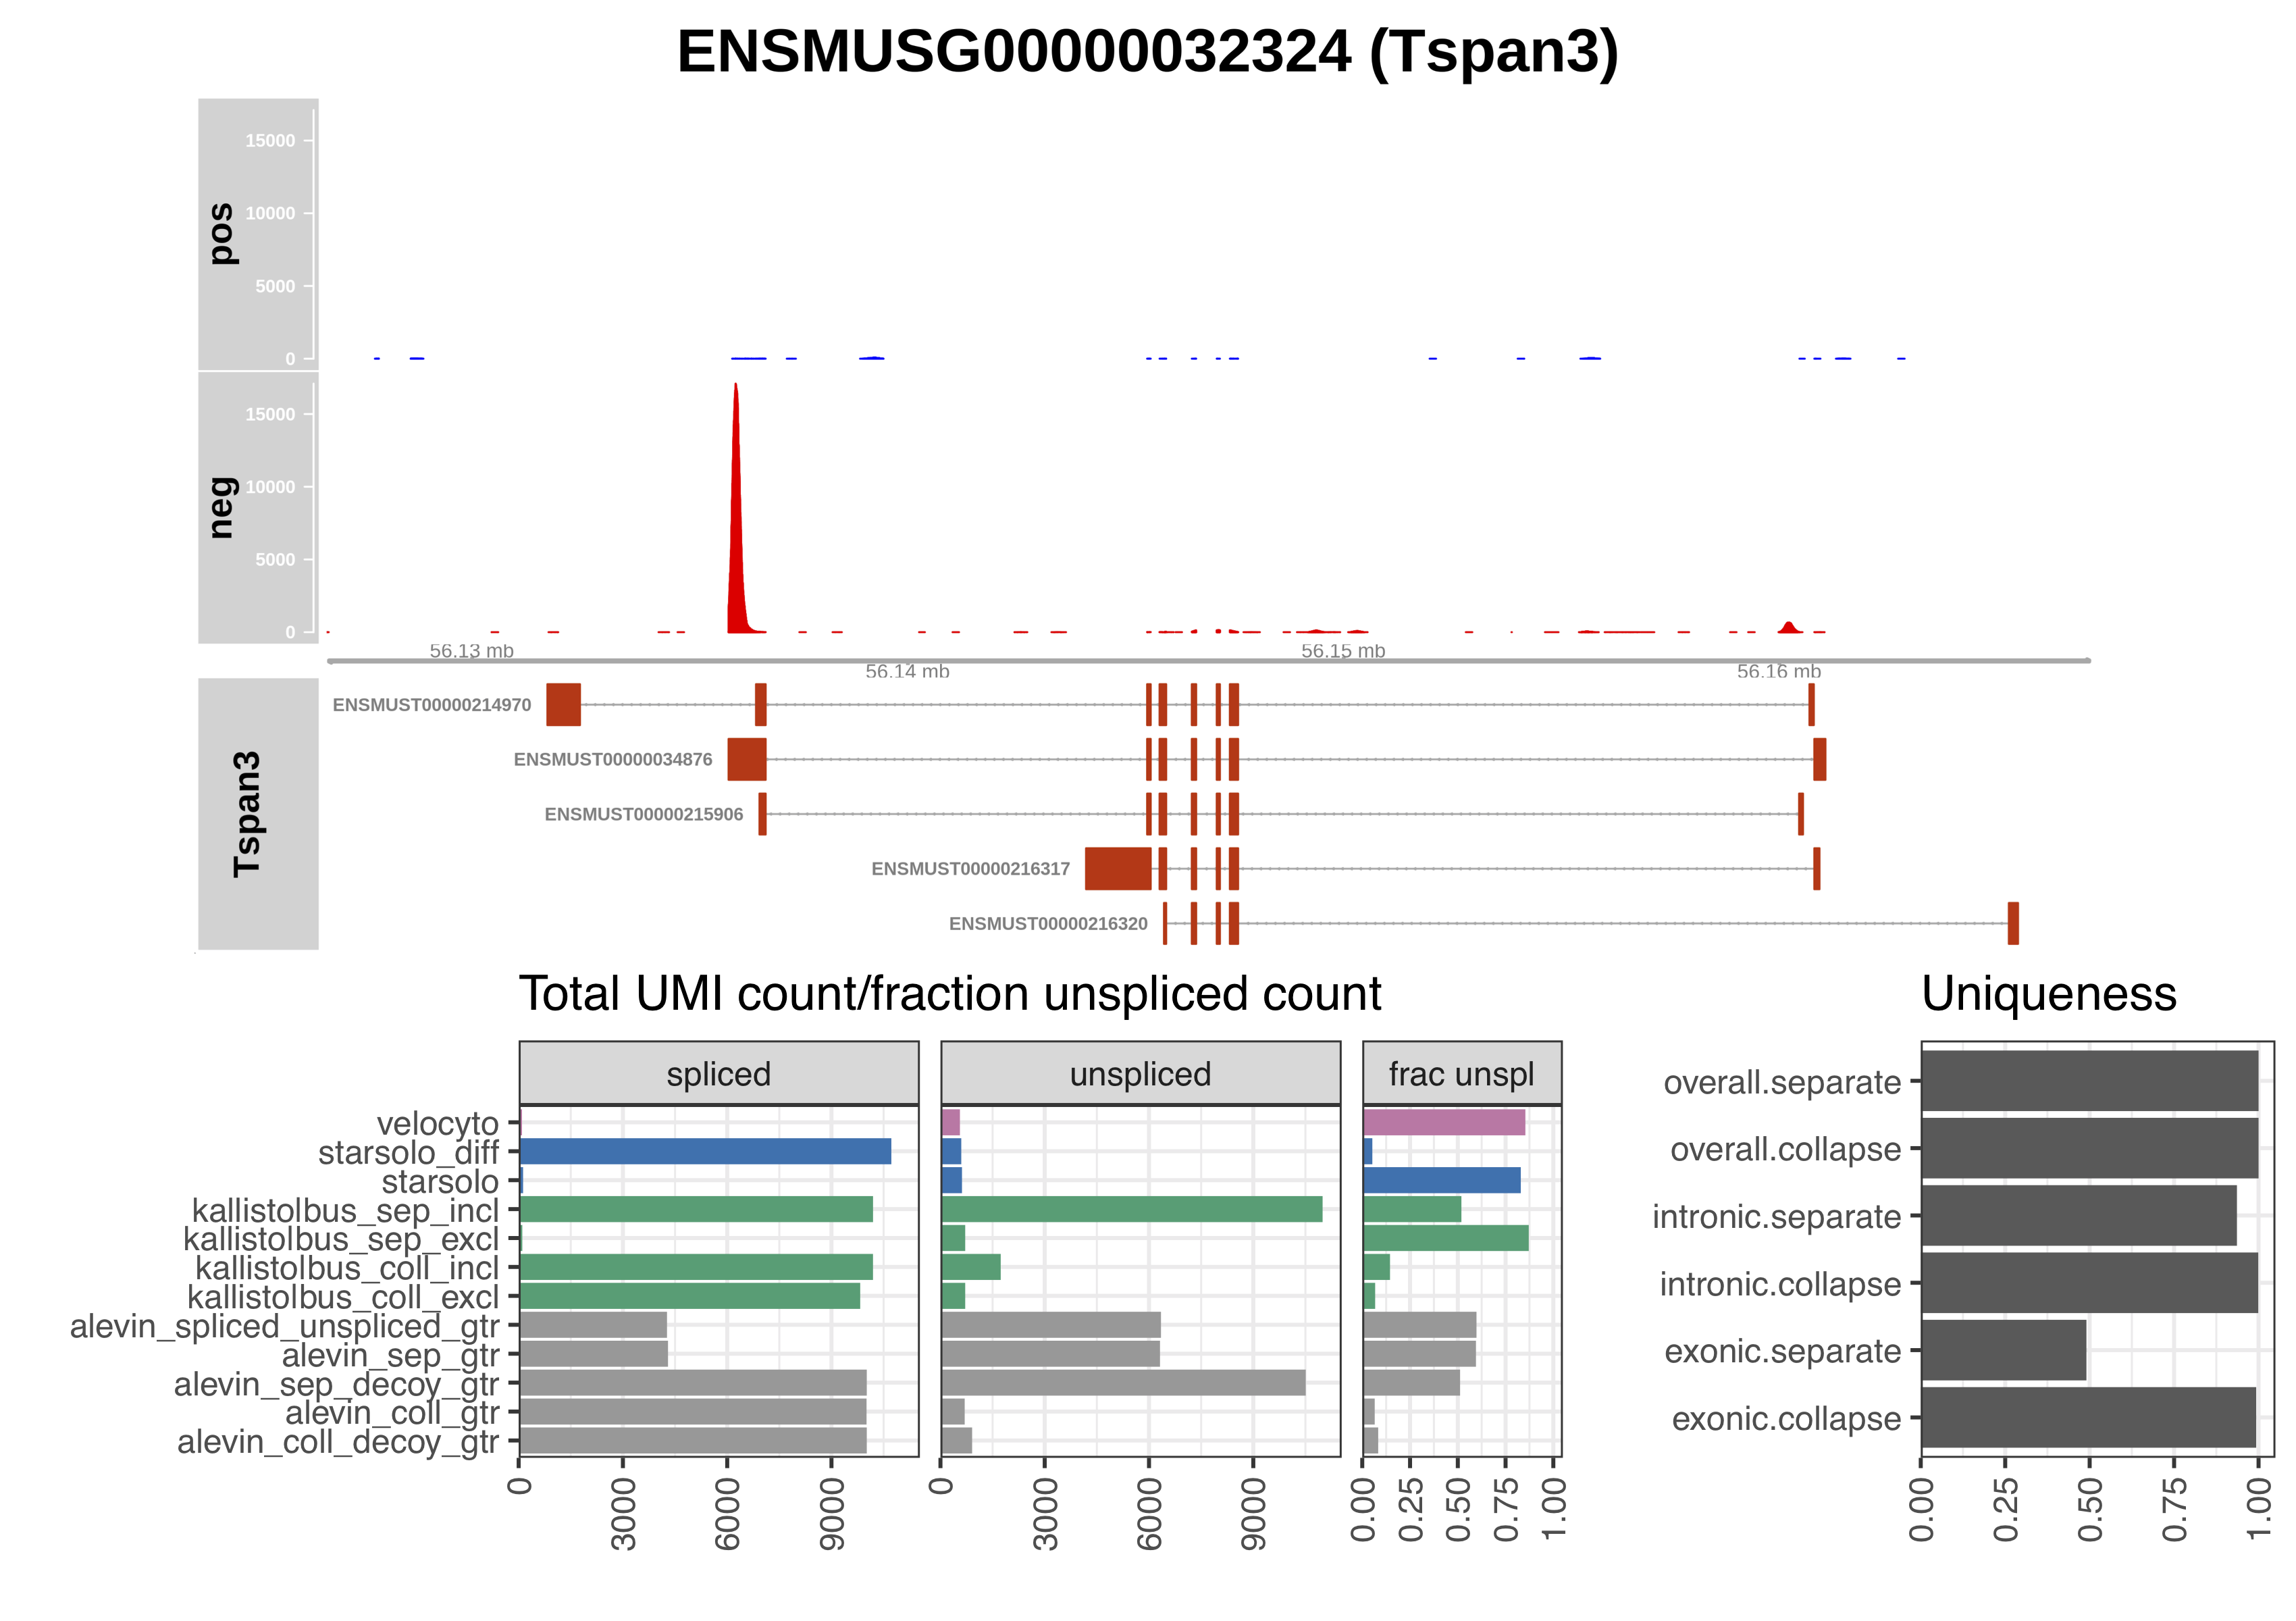 ENSMUSG00000032324 (Tspan3)
pos
15000
10000
5000
0
neg
15000
10000
5000
0
56.13 mb
56.14 mb
56.15 mb
56.16 mb
Tspan3
ENSMUST00000214970
ENSMUST00000034876
ENSMUST00000215906
ENSMUST00000216317
ENSMUST00000216320
Total UMI count/fraction unspliced count
spliced
unspliced
frac unspl
velocyto
starsolo_diff
starsolo
kallistolbus_sep_incl
kallistolbus_sep_excl
kallistolbus_coll_incl
kallistolbus_coll_excl
alevin_spliced_unspliced_gtr
alevin_sep_gtr
alevin_sep_decoy_gtr
alevin_coll_gtr
alevin_coll_decoy_gtr
0 3000 6000 9000
0 3000 6000 9000
0.00 0.25 0.50 0.75 1.00
Uniqueness
overall.separate
overall.collapse
intronic.separate
intronic.collapse
exonic.separate
exonic.collapse
0.00 0.25 0.50 0.75 1.00